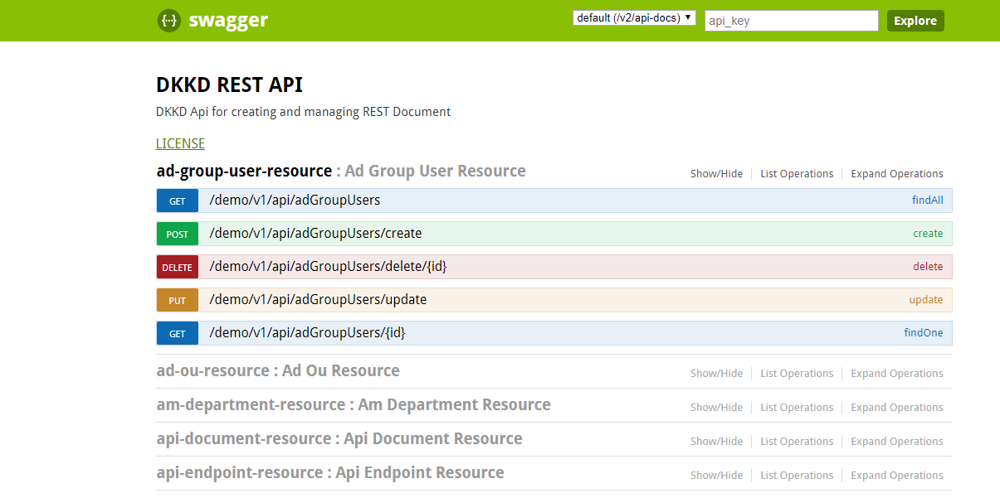 {···} swagger default (/v2/api-docs) ▼ api_key Explore
DKKD REST API
DKKD Api for creating and managing REST Document
LICENSE
ad-group-user-resource : Ad Group User Resource Show/Hide List Operations Expand Operations
GET /demo/v1/api/adGroupUsers findAll
POST /demo/v1/api/adGroupUsers/create create
DELETE /demo/v1/api/adGroupUsers/delete/{id} delete
PUT /demo/v1/api/adGroupUsers/update update
GET /demo/v1/api/adGroupUsers/{id} findOne
ad-ou-resource : Ad Ou Resource Show/Hide List Operations Expand Operations
am-department-resource : Am Department Resource Show/Hide List Operations Expand Operations
api-document-resource : Api Document Resource Show/Hide List Operations Expand Operations
api-endpoint-resource : Api Endpoint Resource Show/Hide List Operations Expand Operations